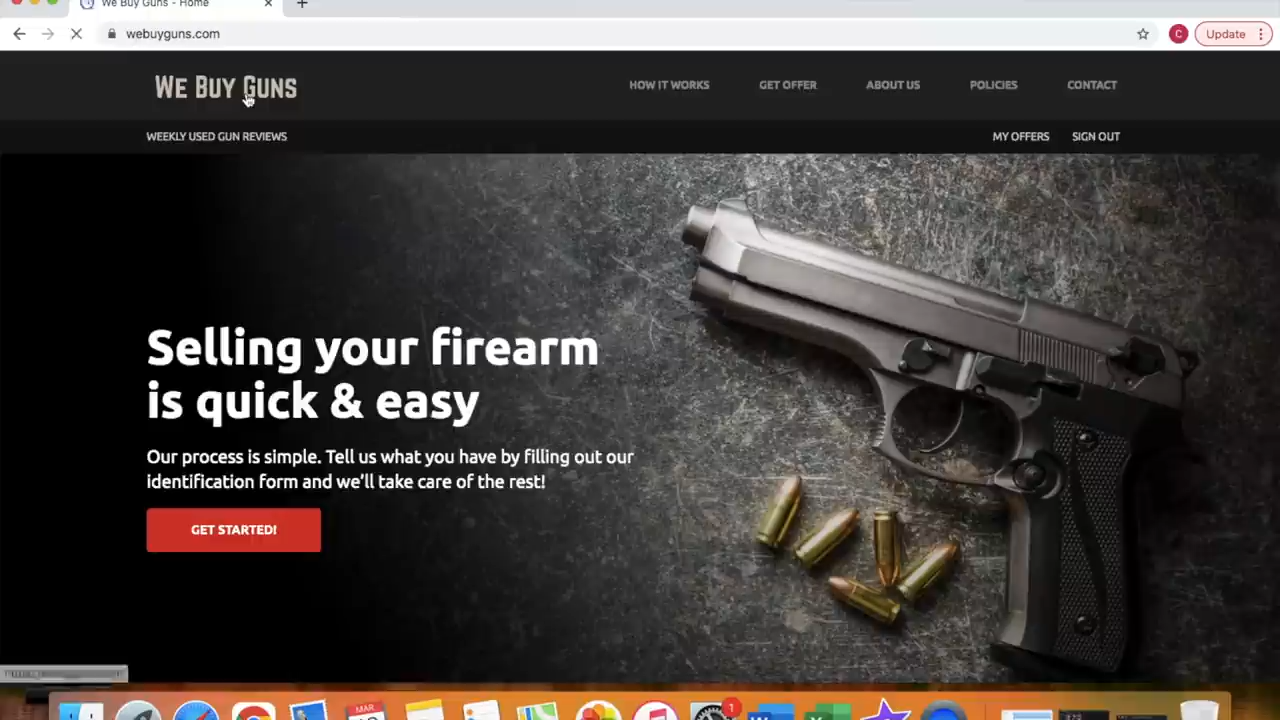 We Buy Guns - Home
webuyguns.com
C
Update
WE BUY GUNS
HOW IT WORKS
GET OFFER
ABOUT US
POLICIES
CONTACT
WEEKLY USED GUN REVIEWS
MY OFFERS
SIGN OUT
Selling your firearm
is quick & easy
Our process is simple. Tell us what you have by filling out our
identification form and we'll take care of the rest!
GET STARTED!
MAR
1